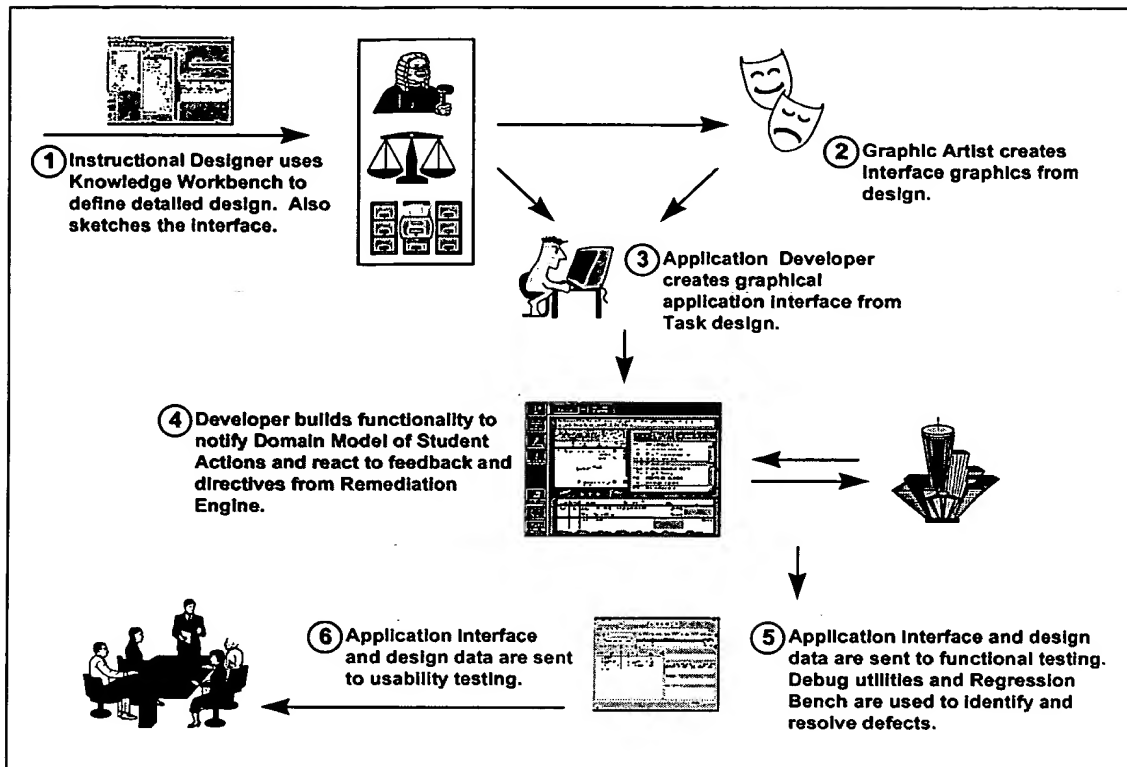 1 Instructional Designer uses
Knowledge Workbench to
define detailed design. Also
sketches the interface.
2 Graphic Artist creates
interface graphics from
design.
3 Application Developer
creates graphical
application interface from
Task design.
4 Developer builds functionality to
notify Domain Model of Student
Actions and react to feedback and
directives from Remediation
Engine.
5 Application interface and design
data are sent to functional testing.
Debug utilities and Regression
Bench are used to identify and
resolve defects.
6 Application interface
and design data are sent
to usability testing.